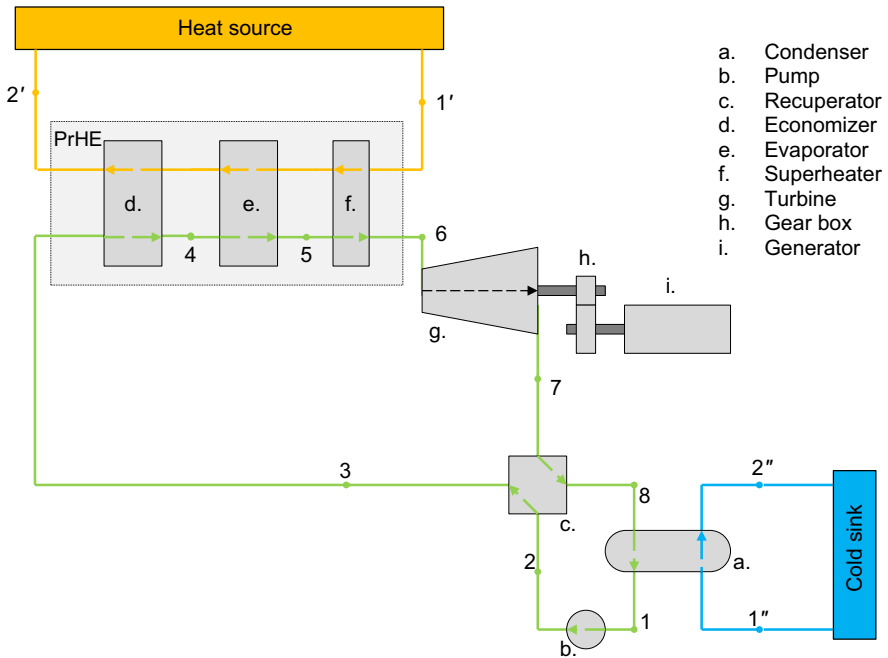 Heat source
2′
1′
PrHE
d.
e.
f.
4
5
6
g.
h.
i.
7
3
8
c.
2
2″
a.
1
1″
b.
Cold sink
a. Condenser
b. Pump
c. Recuperator
d. Economizer
e. Evaporator
f. Superheater
g. Turbine
h. Gear box
i. Generator